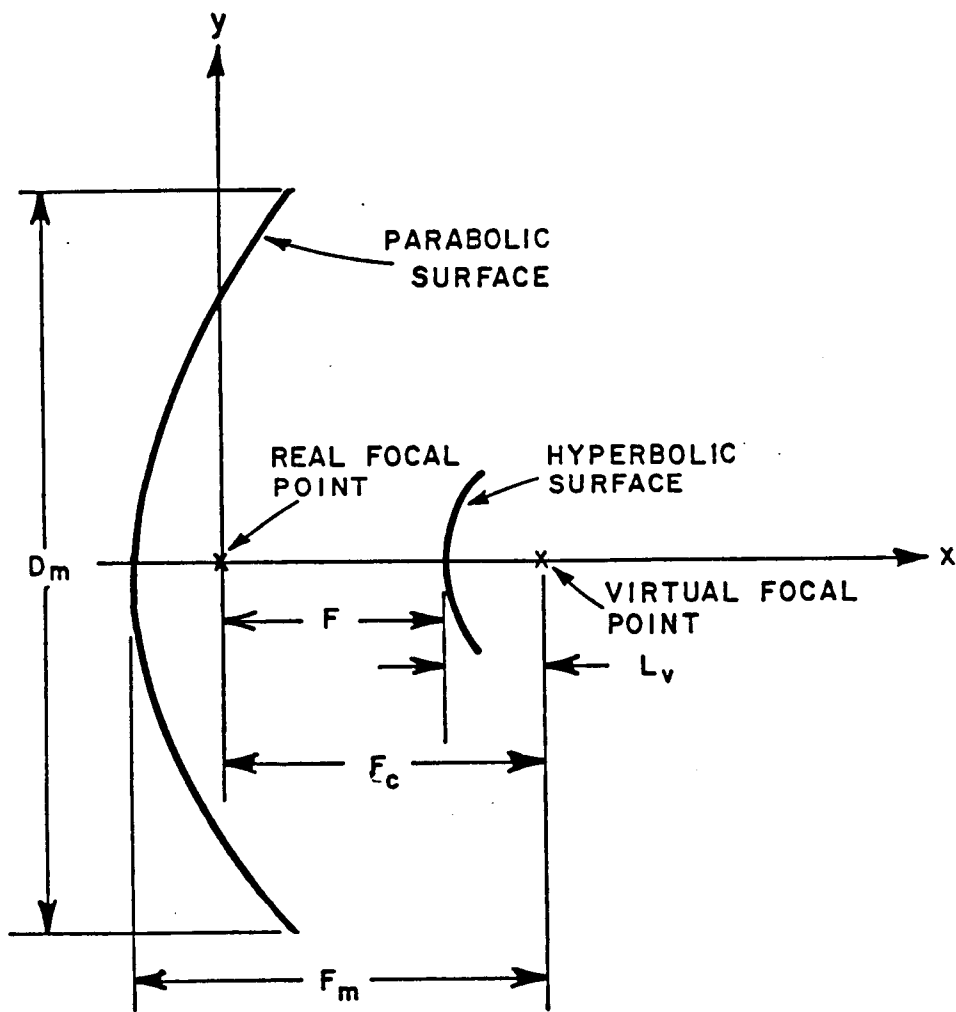 y
PARABOLIC
SURFACE
REAL FOCAL
POINT
HYPERBOLIC
SURFACE
Dm
x
VIRTUAL FOCAL
POINT
F
Lv
Fc
Fm